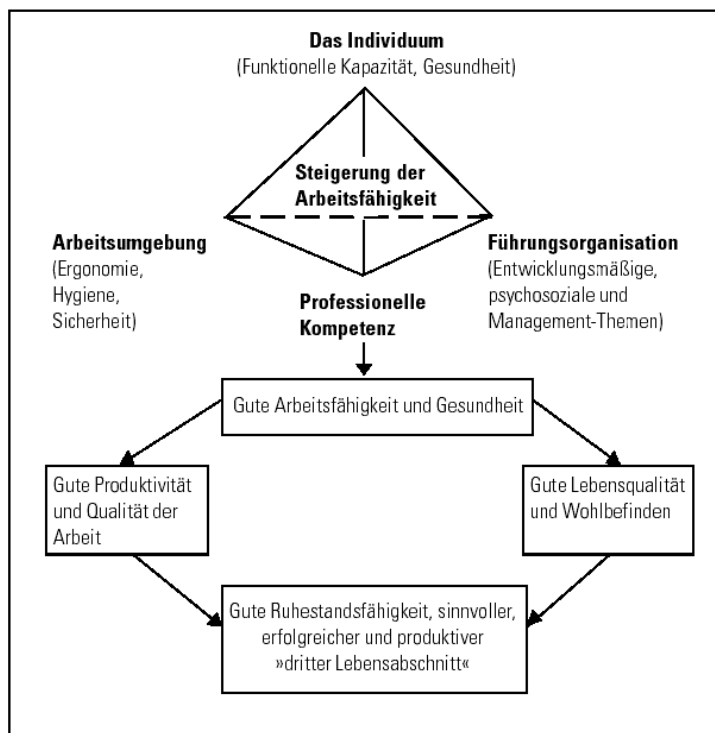 Das Individuum
(Funktionelle Kapazität, Gesundheit)
Steigerung der
Arbeitsfähigkeit
Arbeitsumgebung
(Ergonomie,
Hygiene,
Sicherheit)
Führungsorganisation
(Entwicklungsmäßige,
psychosoziale und
Management-Themen)
Professionelle
Kompetenz
Gute Arbeitsfähigkeit und Gesundheit
Gute Produktivität
und Qualität der
Arbeit
Gute Lebensqualität
und Wohlbefinden
Gute Ruhestandsfähigkeit, sinnvoller,
erfolgreicher und produktiver
»dritter Lebensabschnitt«